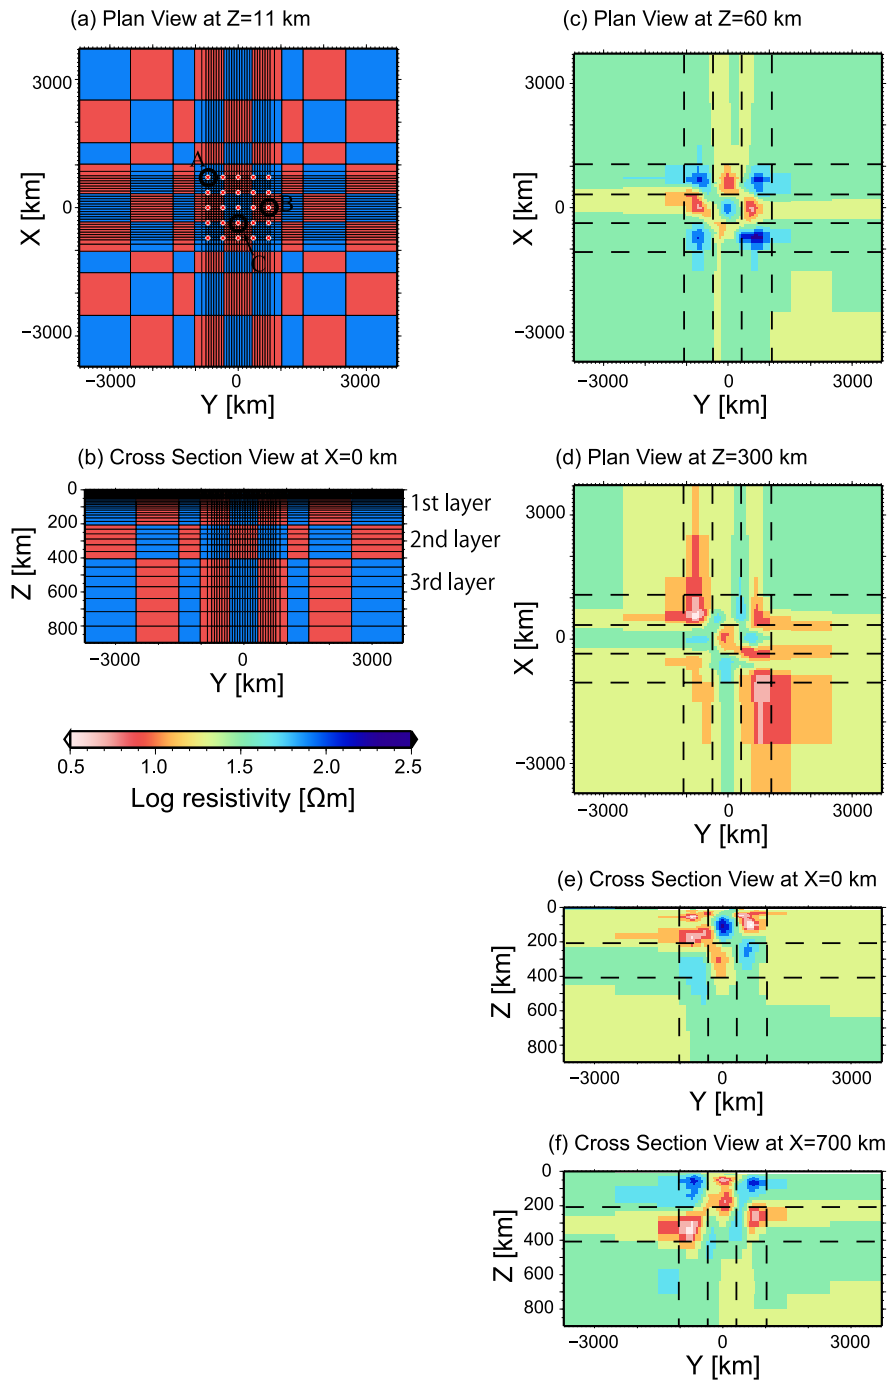 (a) Plan View at Z=11 km
3000
0
−3000
X [km]
A
B
C
−3000
0
3000
Y [km]
(b) Cross Section View at X=0 km
0
200
400
600
800
Z [km]
1st layer
2nd layer
3rd layer
−3000
0
3000
Y [km]
0.5
1.0
1.5
2.0
2.5
Log resistivity [Ωm]
(c) Plan View at Z=60 km
3000
0
−3000
X [km]
−3000
0
3000
Y [km]
(d) Plan View at Z=300 km
3000
0
−3000
X [km]
−3000
0
3000
Y [km]
(e) Cross Section View at X=0 km
0
200
400
600
800
Z [km]
−3000
0
3000
Y [km]
(f) Cross Section View at X=700 km
0
200
400
600
800
Z [km]
−3000
0
3000
Y [km]